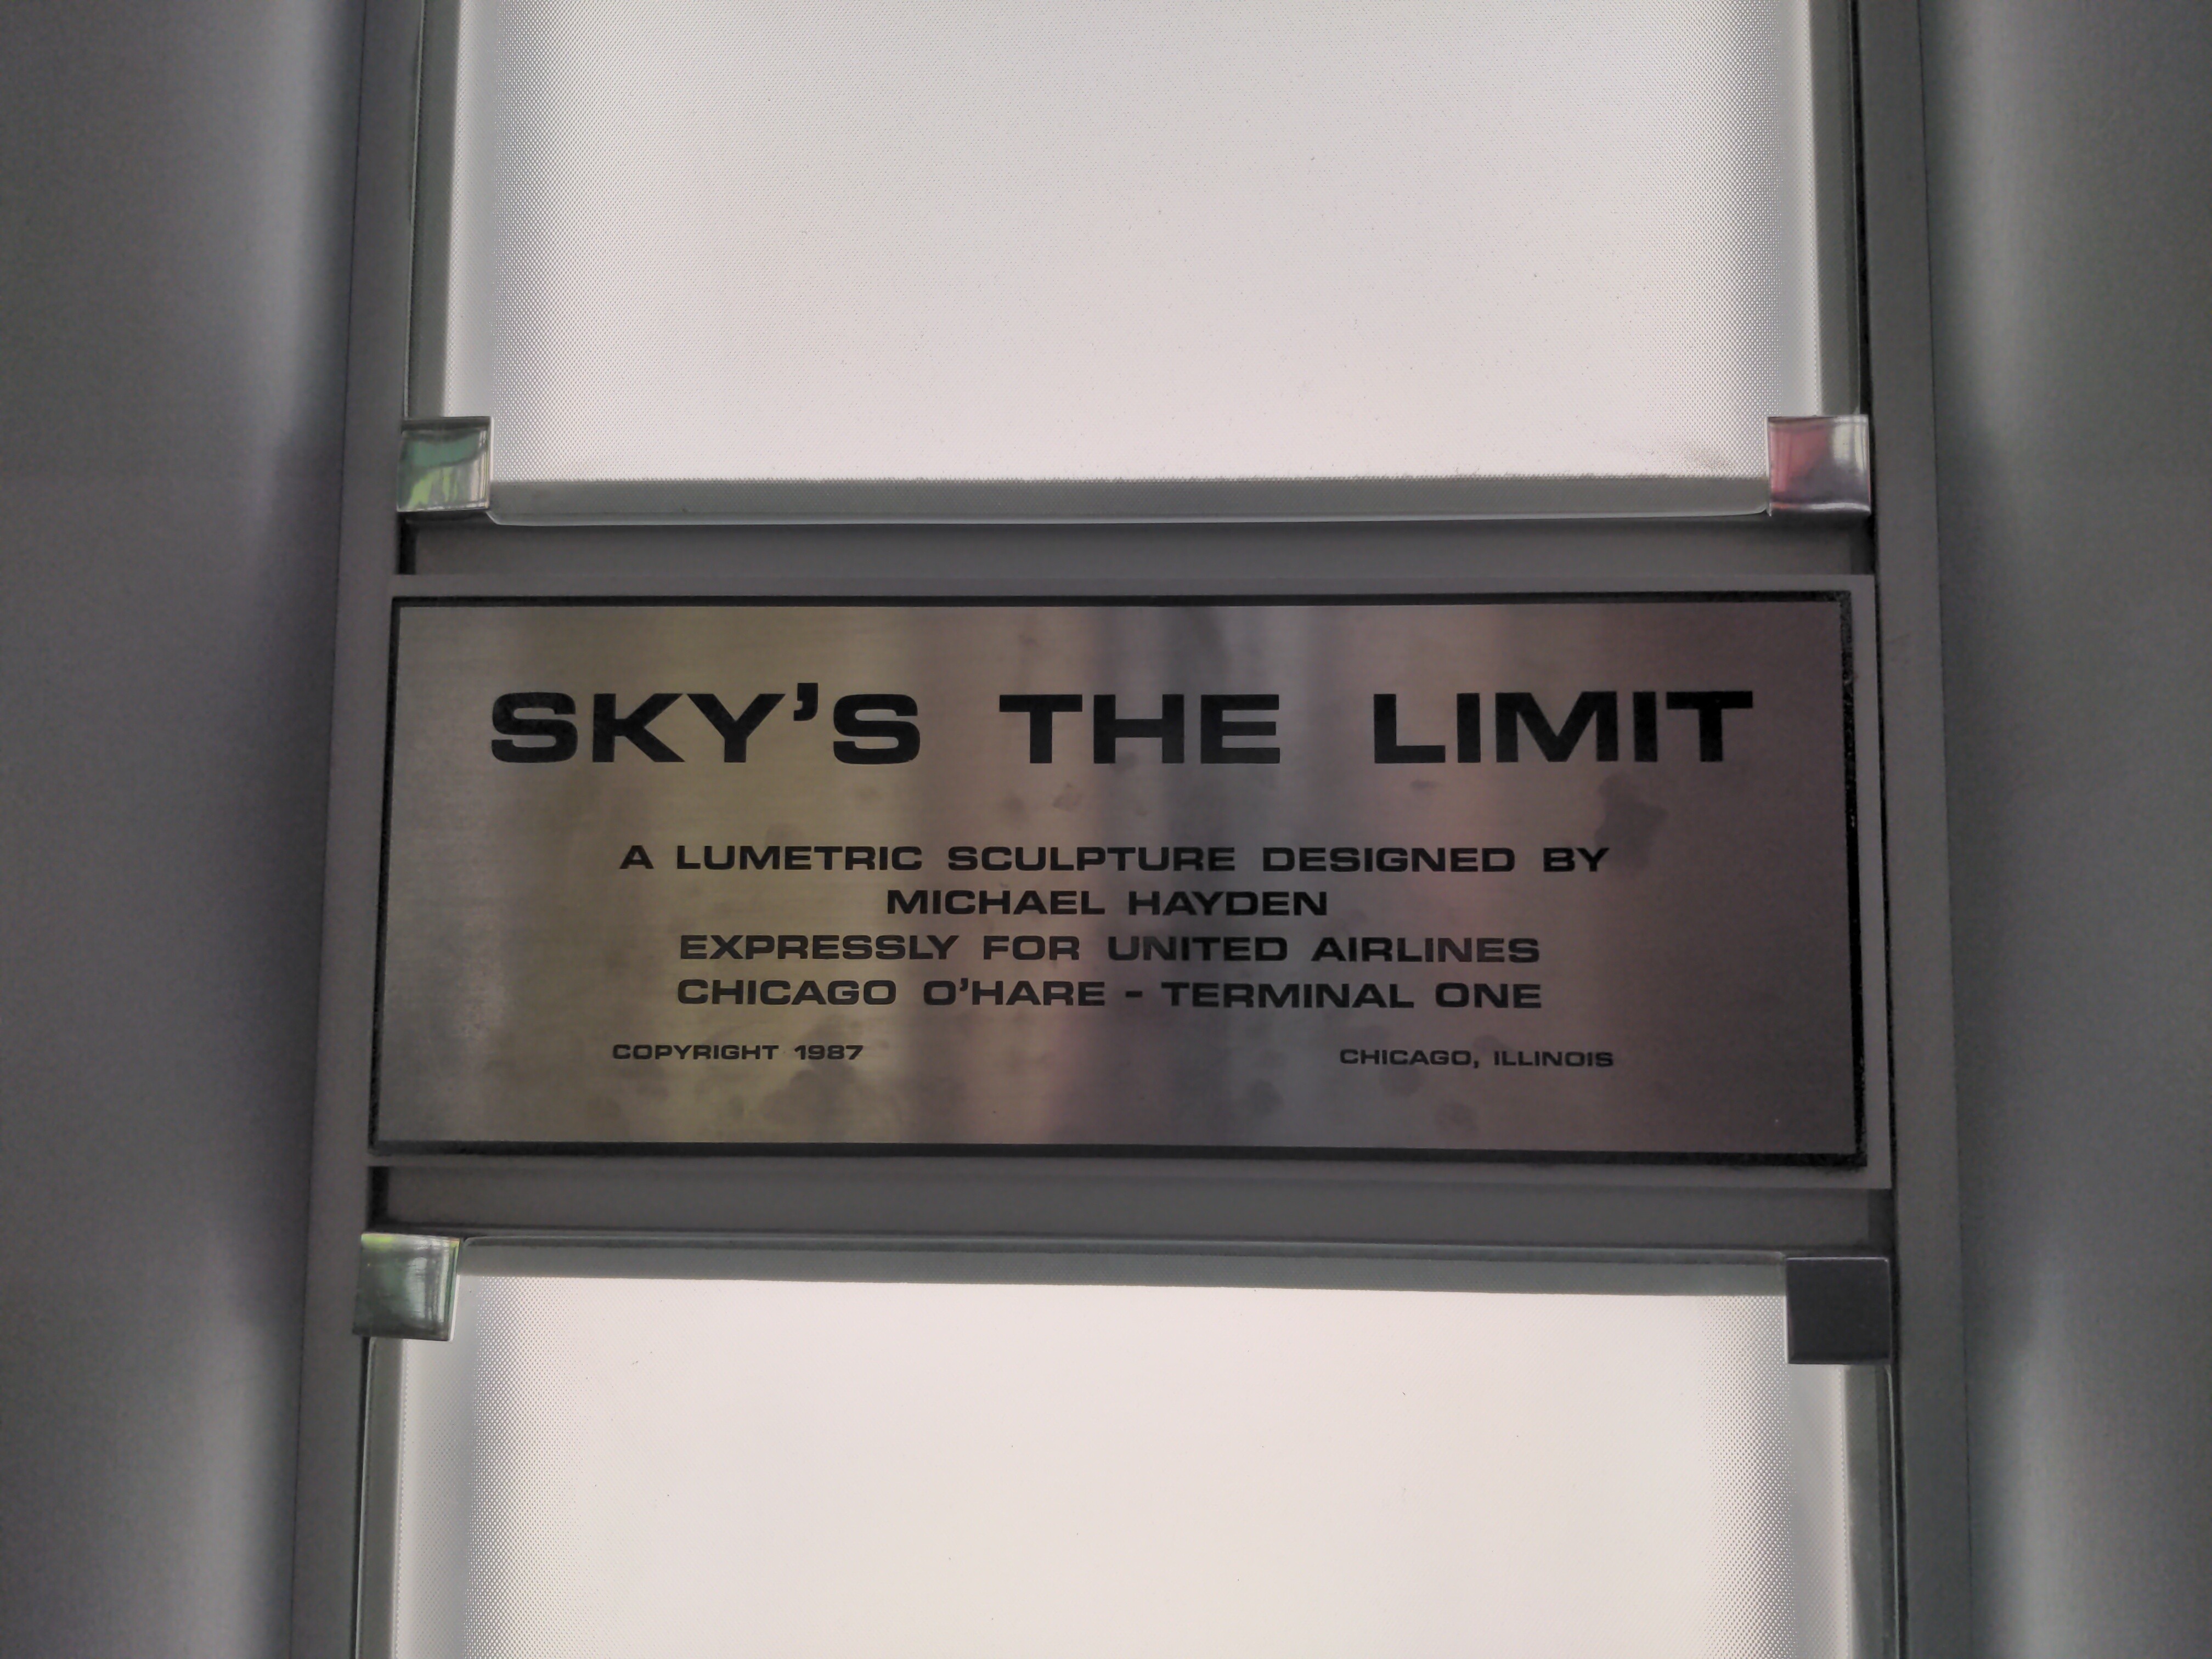 SKY'S THE LIMIT
A LUMETRIC SCULPTURE DESIGNED BY
MICHAEL HAYDEN
EXPRESSLY FOR UNITED AIRLINES
CHICAGO O'HARE - TERMINAL ONE
COPYRIGHT 1987 CHICAGO, ILLINOIS